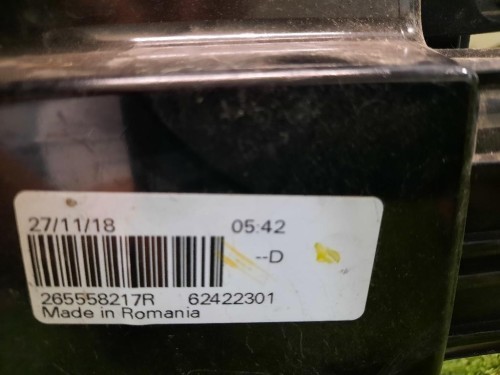 27/11/18 05:42
--D
265558217R 62422301
Made in Romania